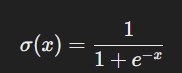 σ(x) = 1 / (1 + e^{-x})